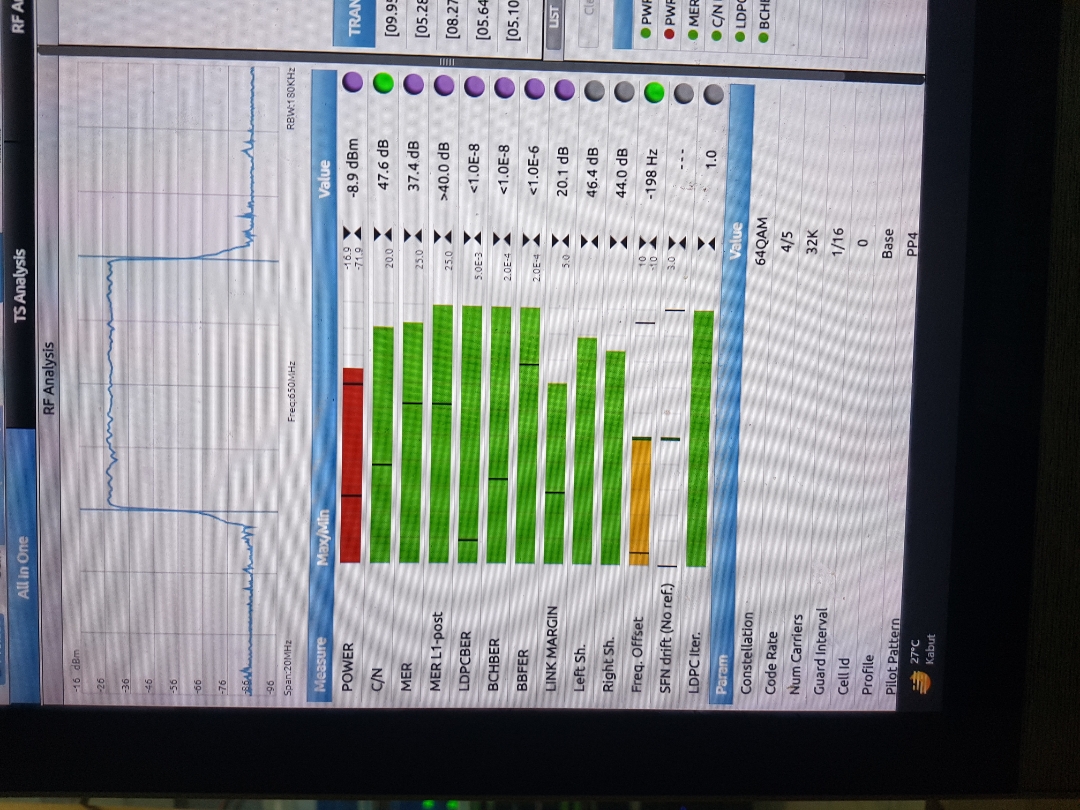 All in One
TS Analysis
RF A
RF Analysis
-16 dBm
-26
-36
-46
-56
-66
-76
-86
-96
Span:20MHz
Freq:650MHz
RBW:180KHz
Measure Max/Min Value
POWER -16.9 -71.9 -8.9 dBm
C/N 20.0 47.6 dB
MER 25.0 37.4 dB
MER L1-post 25.0 >40.0 dB
LDPCBER 5.0E-3 <1.0E-8
BCHBER 2.0E-4 <1.0E-8
BBFER 2.0E-4 <1.0E-6
LINK MARGIN 5.0 20.1 dB
Left Sh. 46.4 dB
Right Sh. 44.0 dB
Freq. Offset 10 -10 -198 Hz
SFN drift (No ref.) 3.0 ---
LDPC Iter. 1.0
Param Value
Constellation 64QAM
Code Rate 4/5
Num Carriers 32K
Guard Interval 1/16
Cell Id 0
Profile Base
Pilot Pattern PP4
TRAN
[09.95
[05.28
[08.27
[05.64
[05.10
LIST
Cle
PWR
PWR
MER
C/N
LDPC
BCHE
27°C
Kabut